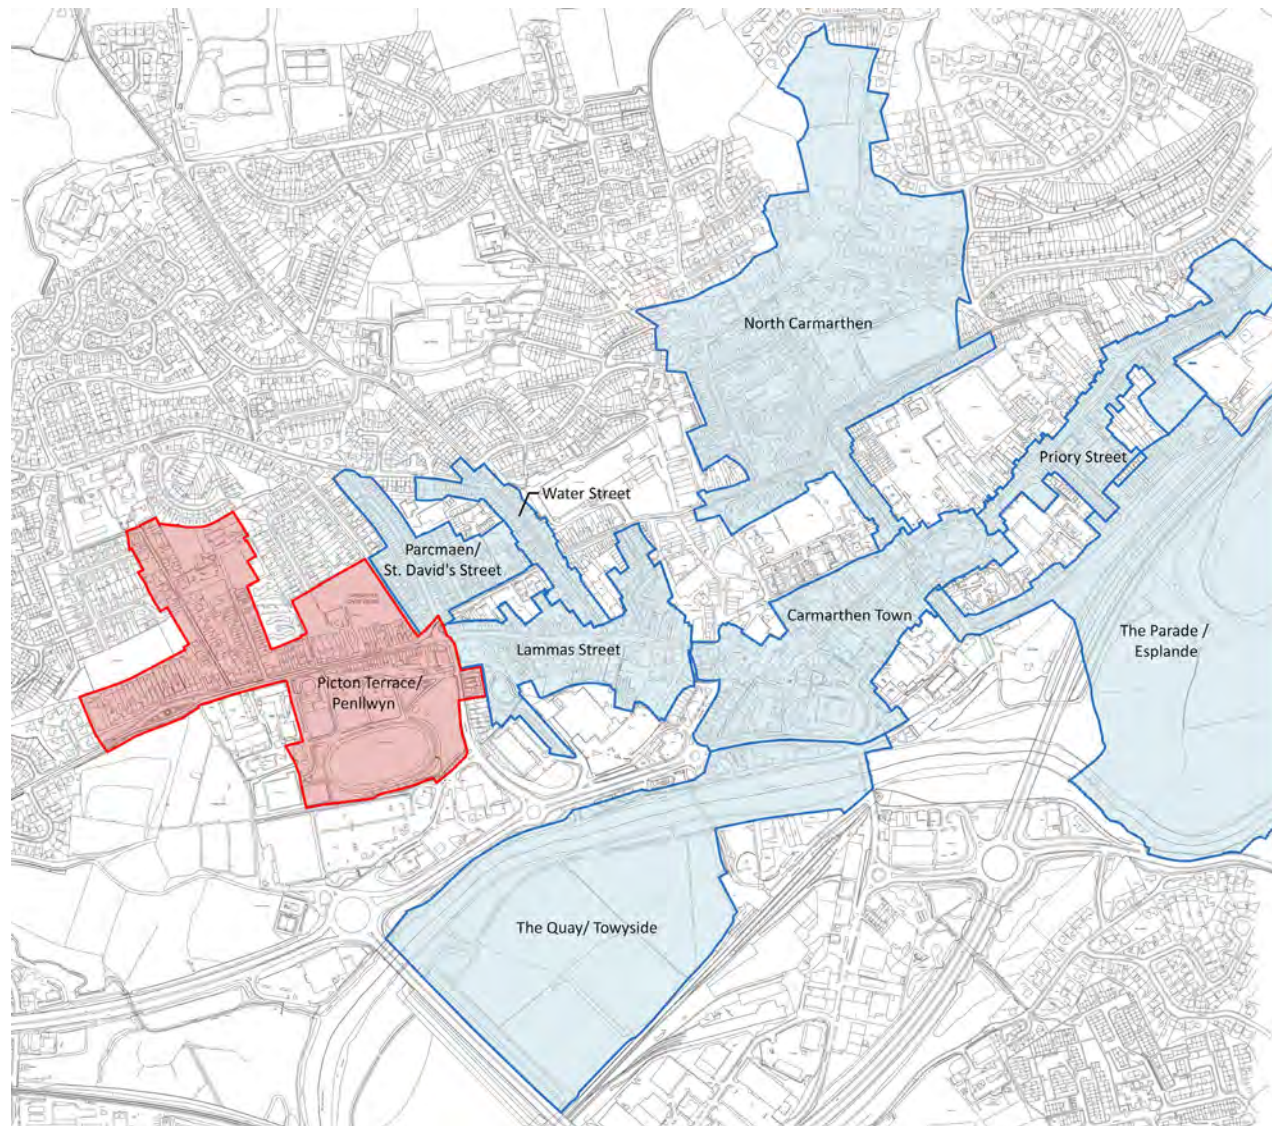 North Carmarthen
Priory Street
Water Street
Parcmaen/
St. David's Street
Carmarthen Town
The Parade /
Esplande
Lammas Street
Picton Terrace/
Penllwyn
The Quay/ Towyside